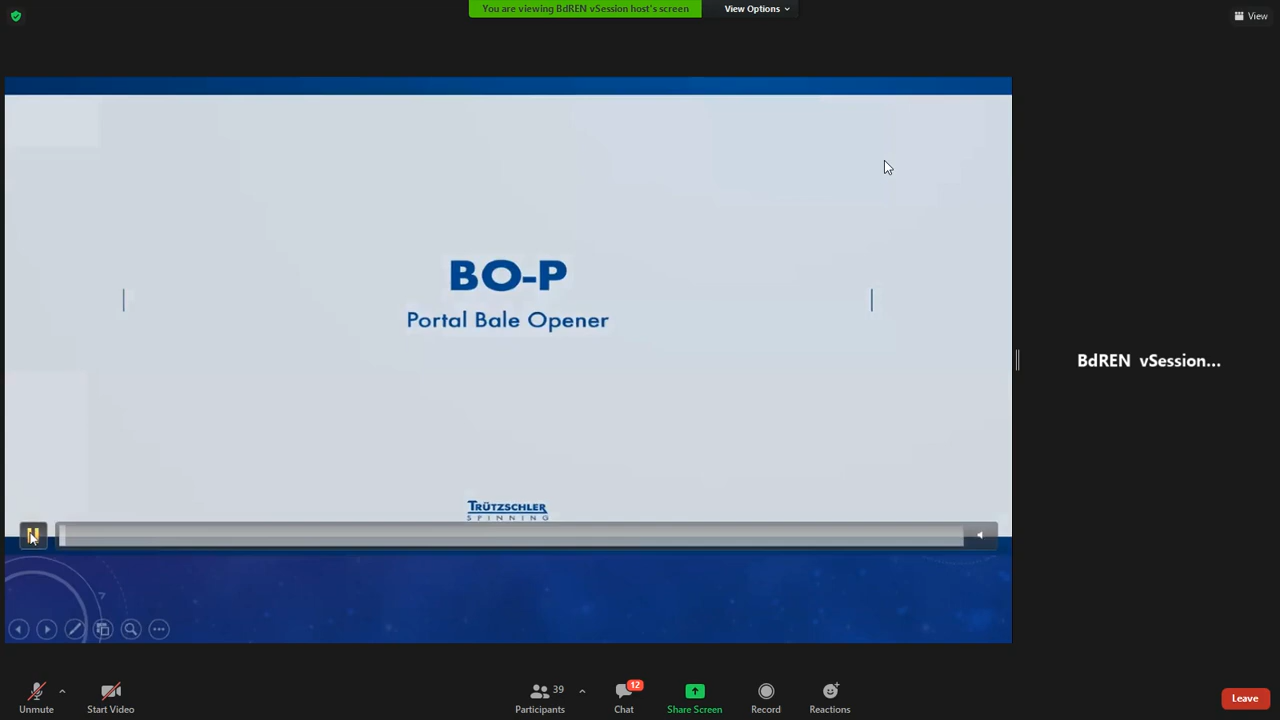 You are viewing BdREN vSession host's screen
View Options
View
BO-P
Portal Bale Opener
BdREN vSession...
TRÜTZSCHLER
SPINNING
7
Unmute
Start Video
39
Participants
12
Chat
Share Screen
Record
Reactions
Leave